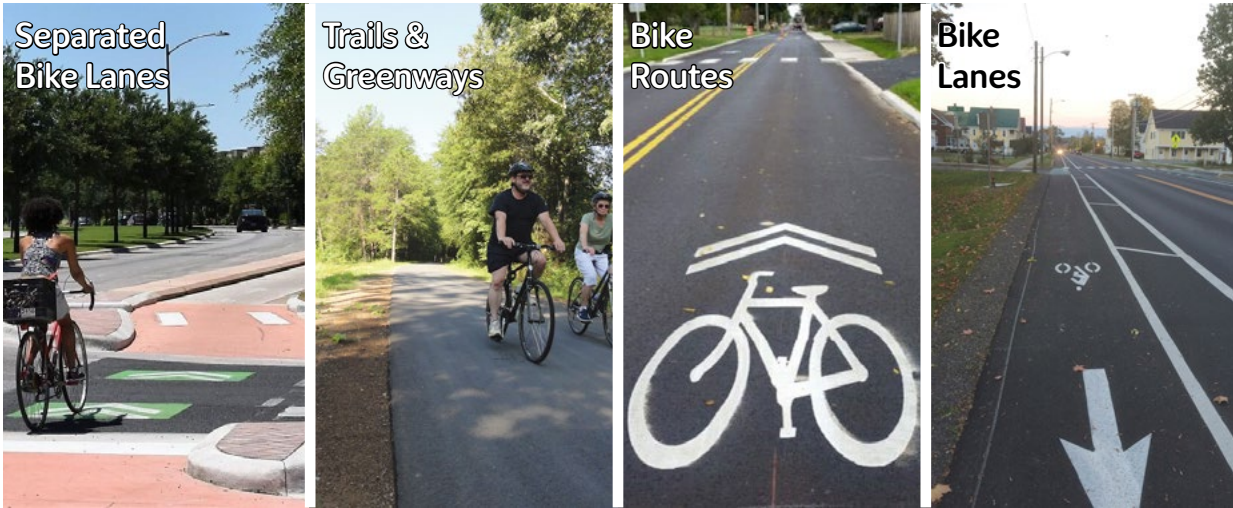 Separated
Bike Lanes
Trails &
Greenways
Bike
Routes
Bike
Lanes